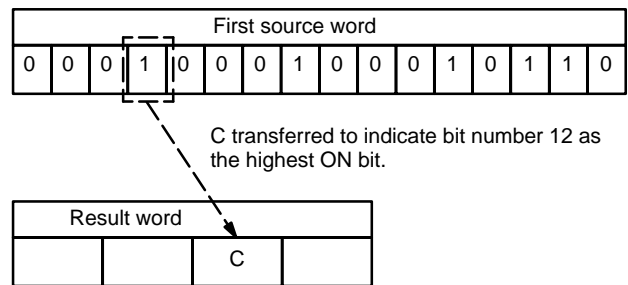 First source word
0 0 0 1 0 0 0 1 0 0 0 1 0 1 1 0
C transferred to indicate bit number 12 as
the highest ON bit.
Result word
C